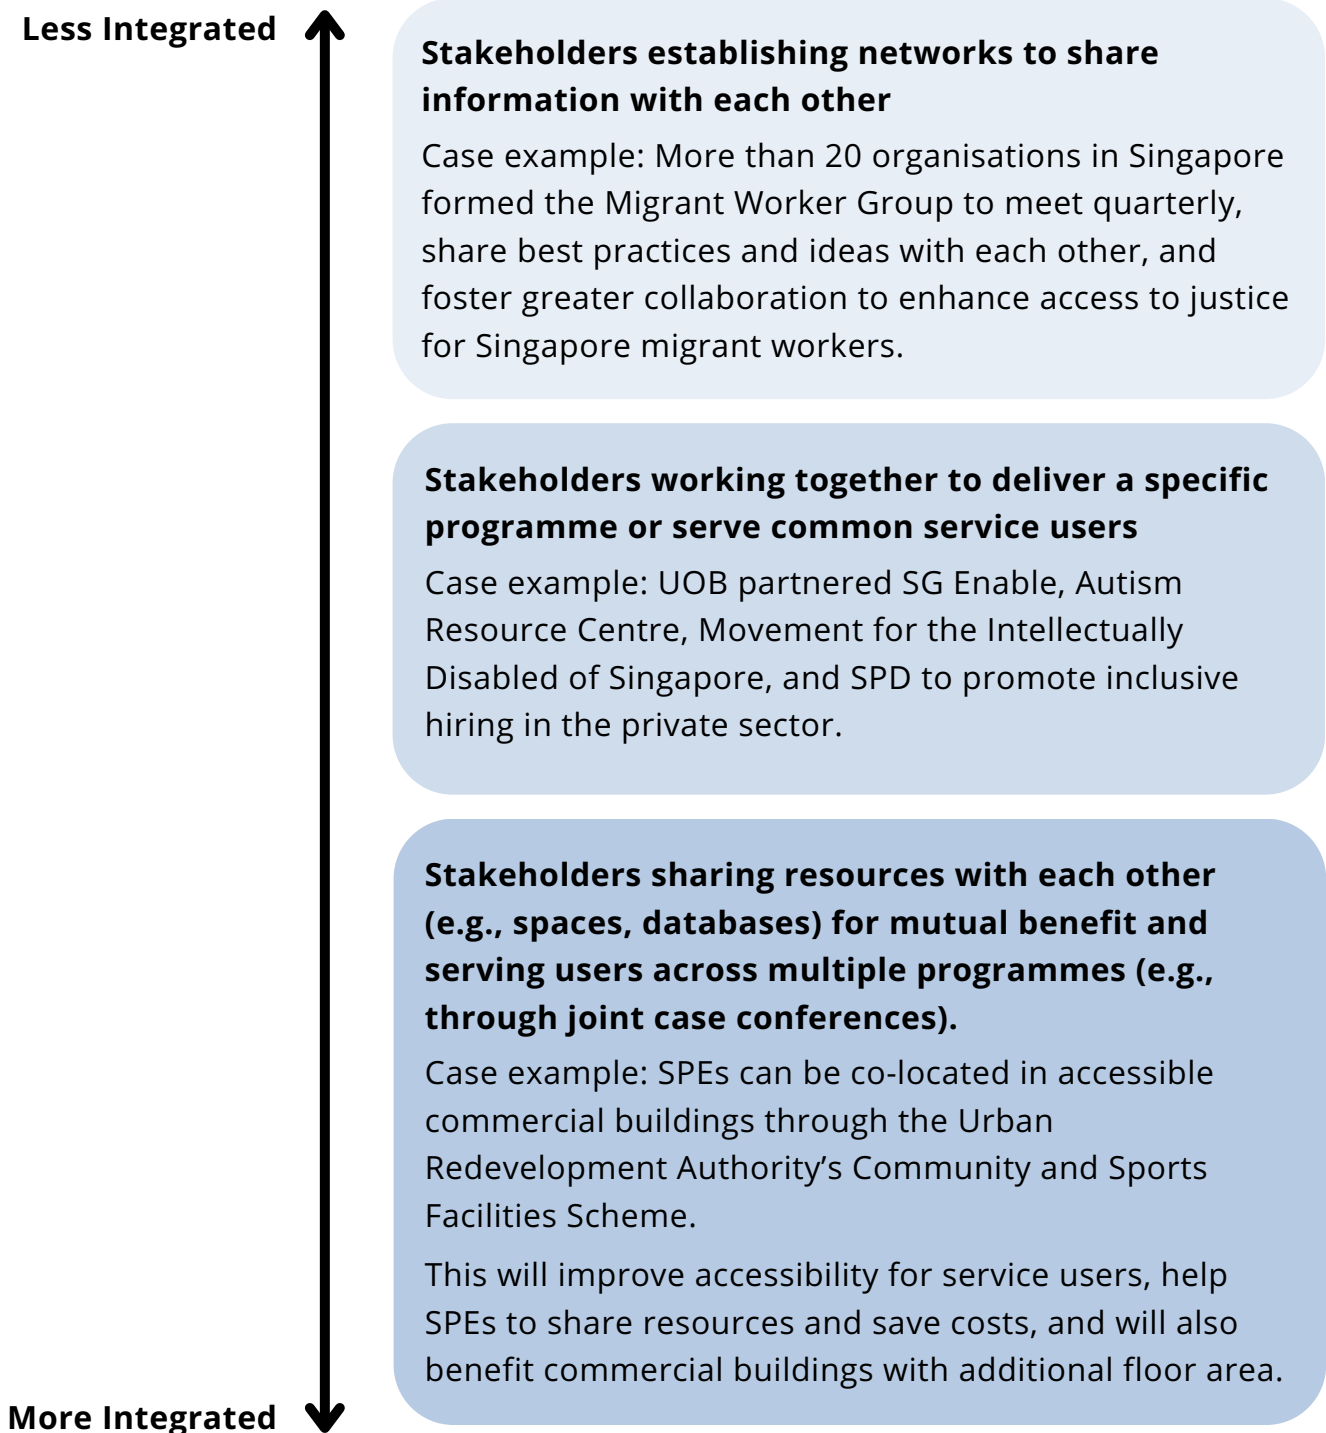 Less Integrated
Stakeholders establishing networks to share
information with each other
Case example: More than 20 organisations in Singapore
formed the Migrant Worker Group to meet quarterly,
share best practices and ideas with each other, and
foster greater collaboration to enhance access to justice
for Singapore migrant workers.
Stakeholders working together to deliver a specific
programme or serve common service users
Case example: UOB partnered SG Enable, Autism
Resource Centre, Movement for the Intellectually
Disabled of Singapore, and SPD to promote inclusive
hiring in the private sector.
Stakeholders sharing resources with each other
(e.g., spaces, databases) for mutual benefit and
serving users across multiple programmes (e.g.,
through joint case conferences).
Case example: SPEs can be co-located in accessible
commercial buildings through the Urban
Redevelopment Authority’s Community and Sports
Facilities Scheme.
This will improve accessibility for service users, help
SPEs to share resources and save costs, and will also
benefit commercial buildings with additional floor area.
More Integrated